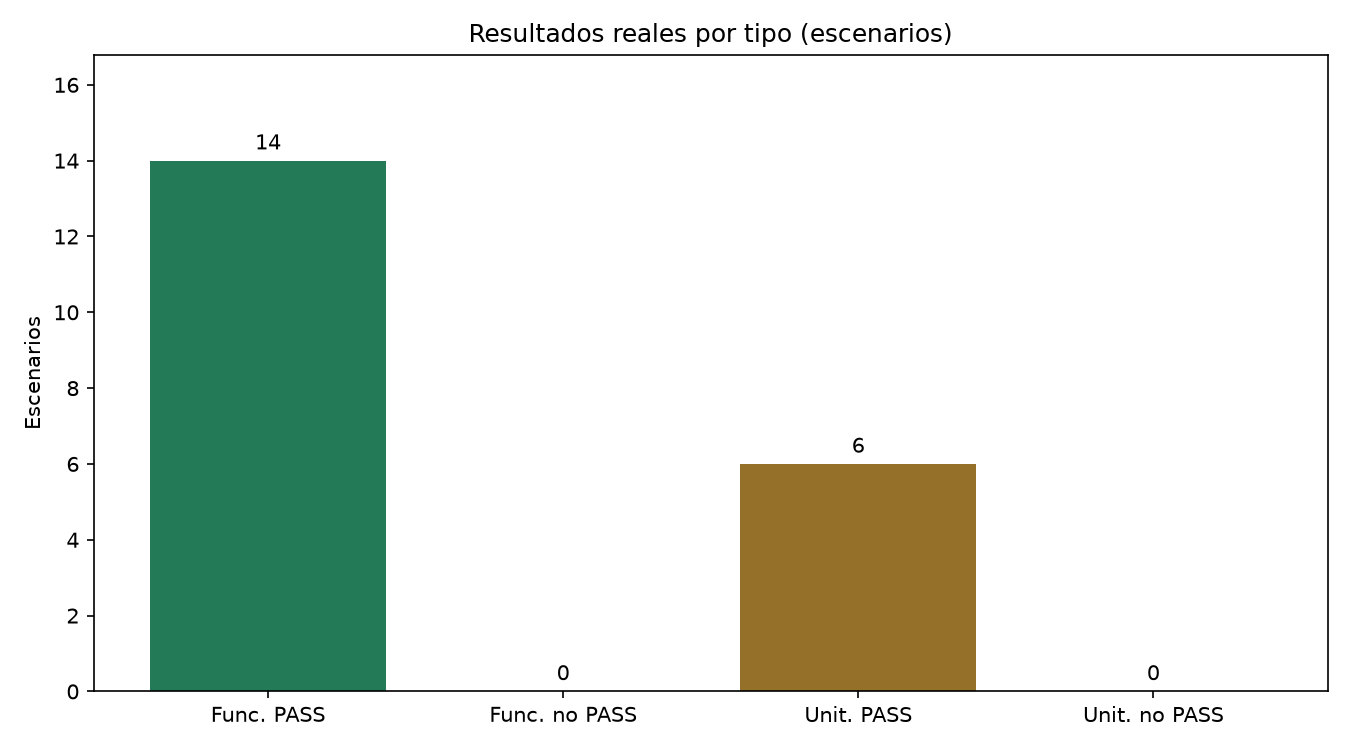 Resultados reales por tipo (escenarios)
16
14
12
10
8
6
4
2
0
Escenarios
14
0
6
0
Func. PASS
Func. no PASS
Unit. PASS
Unit. no PASS